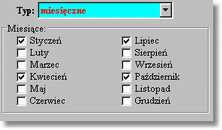 Typ: miesięczne
Miesiące:
Styczeń Lipiec
Luty Sierpień
Marzec Wrzesień
Kwiecień Październik
Maj Listopad
Czerwiec Grudzień